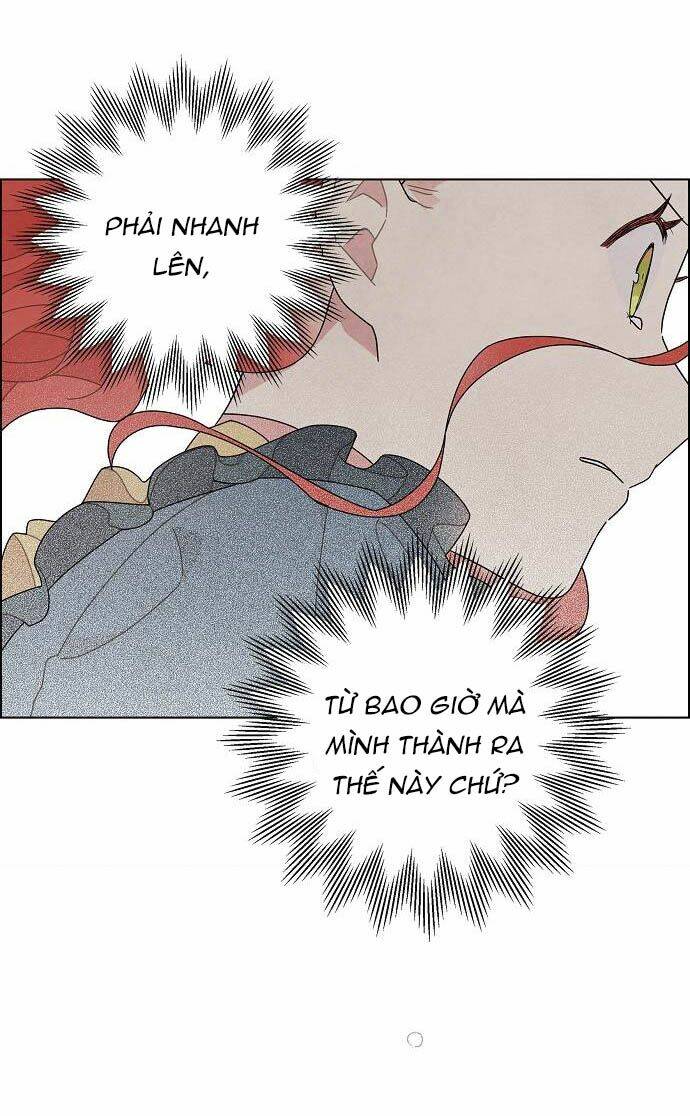 PHẢI NHANH
LÊN,
TỪ BAO GIỜ MÀ
MÌNH THÀNH RA
THẾ NÀY CHỨ?